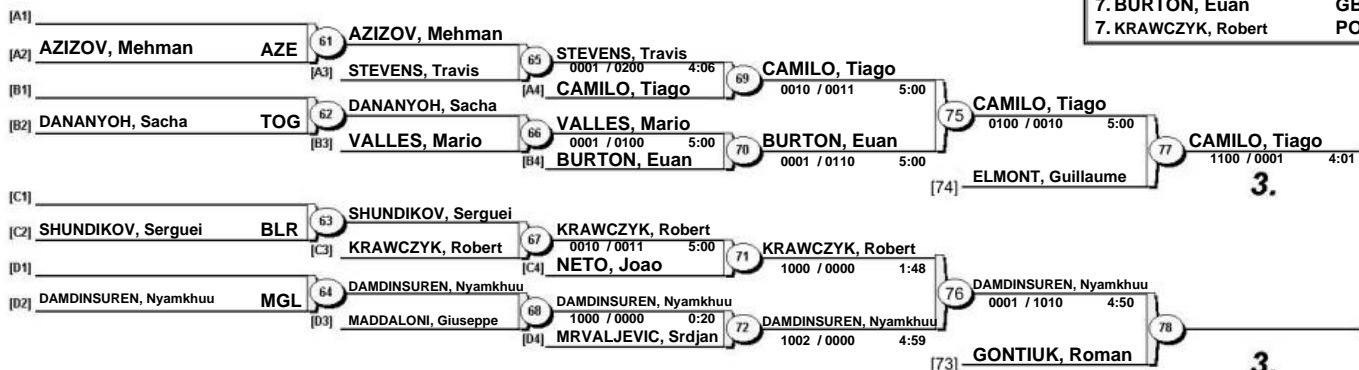 7. BURTON, Euan
7. KRAWCZYK, Robert PO
[A1]
[A2] AZIZOV, Mehman AZE 61 AZIZOV, Mehman
[A3] STEVENS, Travis 65 STEVENS, Travis
0001 / 0200 4:06
[A4] CAMILO, Tiago 69 CAMILO, Tiago
0010 / 0011 5:00
[B1]
[B2] DANANYOH, Sacha TOG 62 DANANYOH, Sacha
[B3] VALLES, Mario 66 VALLES, Mario
0001 / 0100 5:00
[B4] BURTON, Euan 70 BURTON, Euan
0001 / 0110 5:00
75 CAMILO, Tiago
0100 / 0010 5:00
[74] ELMONT, Guillaume 77 CAMILO, Tiago
1100 / 0001 4:01
3.
[C1]
[C2] SHUNDIKOV, Serguei BLR 63 SHUNDIKOV, Serguei
[C3] KRAWCZYK, Robert 67 KRAWCZYK, Robert
0010 / 0011 5:00
[C4] NETO, Joao 71 KRAWCZYK, Robert
1000 / 0000 1:48
[D1]
[D2] DAMDINSUREN, Nyamkhuu MGL 64 DAMDINSUREN, Nyamkhuu
[D3] MADDALONI, Giuseppe 68 DAMDINSUREN, Nyamkhuu
1000 / 0000 0:20
[D4] MRVALJEVIC, Srdjan 72 DAMDINSUREN, Nyamkhuu
1002 / 0000 4:59
76 DAMDINSUREN, Nyamkhuu
0001 / 1010 4:50
[73] GONTIUK, Roman 78
3.